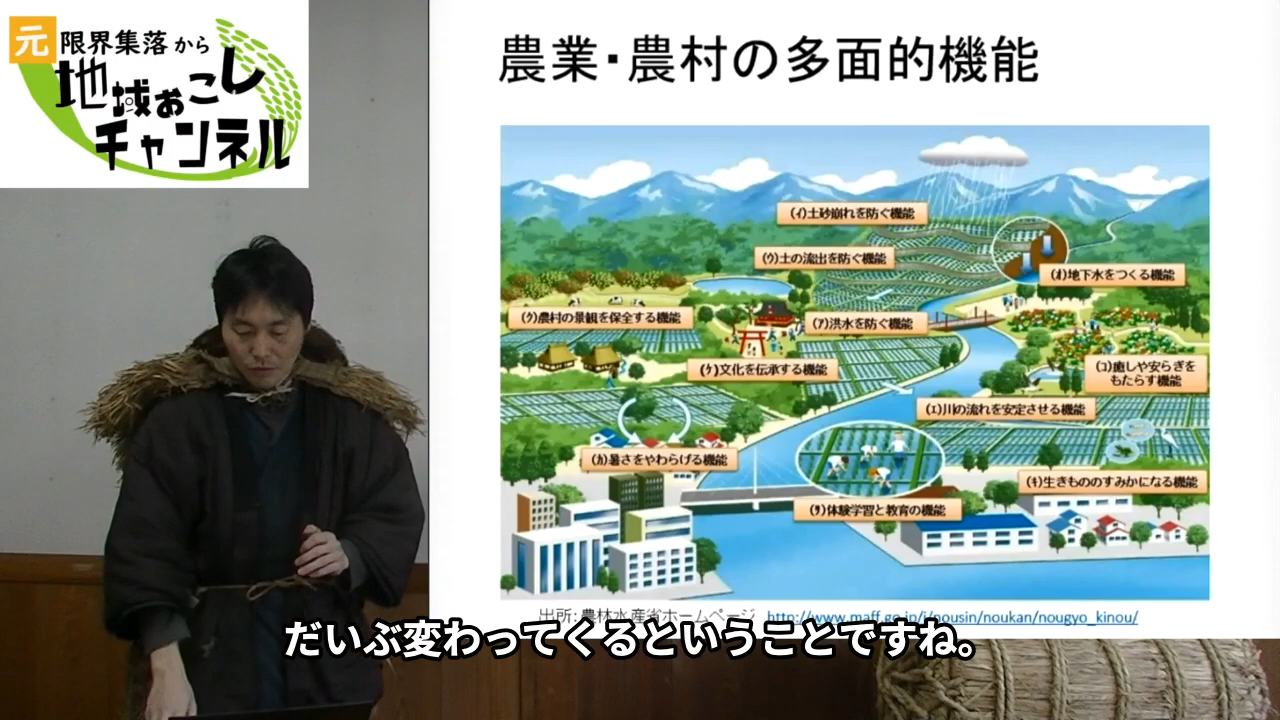 元 限界集落から
地域おこし
チャンネル
農業・農村の多面的機能
(イ)土砂崩れを防ぐ機能
(ウ)土の流出を防ぐ機能
(オ)地下水をつくる機能
(ク)農村の景観を保全する機能
(ア)洪水を防ぐ機能
(ケ)文化を伝承する機能
(コ)癒しや安らぎを
もたらす機能
(エ)川の流れを安定させる機能
(カ)暑さをやわらげる機能
(キ)生きもののすみかになる機能
(サ)体験学習と教育の機能
出所：農林水産省ホームページ http://www.maff.go.jp/j/nousin/noukan/nougyo_kinou/
だいぶ変わってくるということですね。